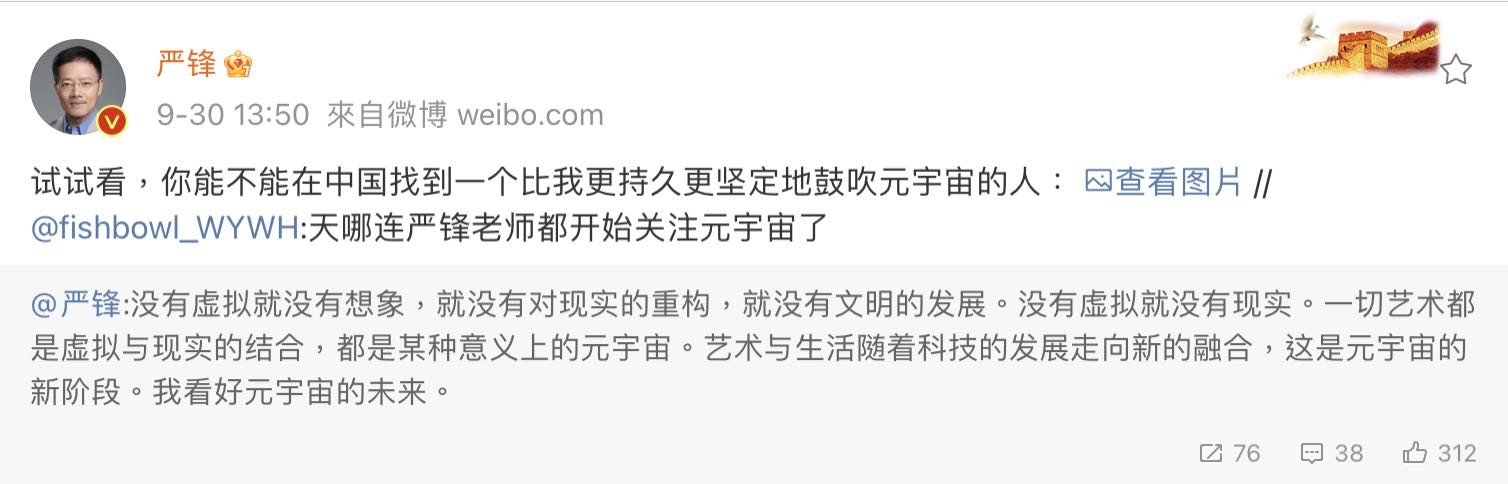 严锋
9-30 13:50 來自微博 weibo.com
试试看，你能不能在中国找到一个比我更持久更坚定地鼓吹元宇宙的人： 查看图片 //
@fishbowl_WYWH:天哪连严锋老师都开始关注元宇宙了
@严锋:没有虚拟就没有想象，就没有对现实的重构，就没有文明的发展。没有虚拟就没有现实。一切艺术都
是虚拟与现实的结合，都是某种意义上的元宇宙。艺术与生活随着科技的发展走向新的融合，这是元宇宙的
新阶段。我看好元宇宙的未来。
76 38 312